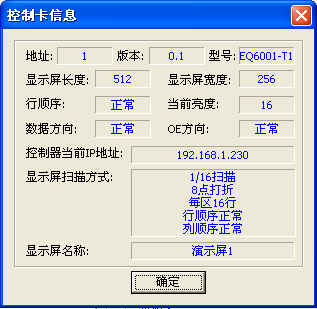 控制卡信息
地址: 1 版本: 0.1 型号: EQ6001-T1
显示屏长度: 512 显示屏宽度: 256
行顺序: 正常 当前亮度: 16
数据方向: 正常 OE方向: 正常
控制器当前IP地址: 192.168.1.230
显示屏扫描方式: 1/16扫描
8点打折
每区16行
行顺序正常
列顺序正常
显示屏名称: 演示屏1
确定